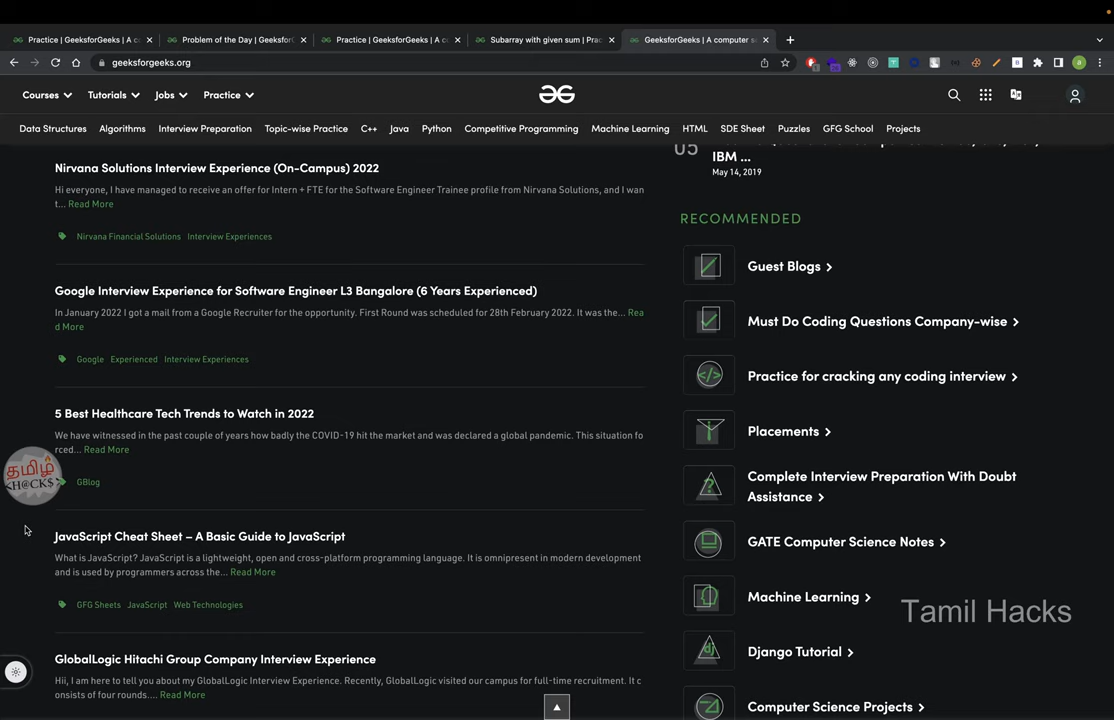 Practice | GeeksforGeeks | A c
Problem of the Day | Geeksfor
Practice | GeeksforGeeks | A c
Subarray with given sum | Prac
GeeksforGeeks | A computer s
geeksforgeeks.org
Courses
Tutorials
Jobs
Practice
Data Structures
Algorithms
Interview Preparation
Topic-wise Practice
C++
Java
Python
Competitive Programming
Machine Learning
HTML
SDE Sheet
Puzzles
GFG School
Projects
Nirvana Solutions Interview Experience (On-Campus) 2022
Hi everyone, I have managed to receive an offer for Intern + FTE for the Software Engineer Trainee profile from Nirvana Solutions, and I wan
t... Read More
Nirvana Financial Solutions Interview Experiences
Google Interview Experience for Software Engineer L3 Bangalore (6 Years Experienced)
In January 2022 I got a mail from a Google Recruiter for the opportunity. First Round was scheduled for 28th February 2022. It was the... Rea
d More
Google Experienced Interview Experiences
5 Best Healthcare Tech Trends to Watch in 2022
We have witnessed in the past couple of years how badly the COVID-19 hit the market and was declared a global pandemic. This situation fo
rced... Read More
GBlog
தமிழ்
<H@CK$>
JavaScript Cheat Sheet – A Basic Guide to JavaScript
What is JavaScript? JavaScript is a lightweight, open and cross-platform programming language. It is omnipresent in modern development
and is used by programmers across the... Read More
GFG Sheets JavaScript Web Technologies
GlobalLogic Hitachi Group Company Interview Experience
Hii, I am here to tell you about my GlobalLogic Interview Experience. Recently, GlobalLogic visited our campus for full-time recruitment. It c
onsists of four rounds.... Read More
05
IBM ...
May 14, 2019
RECOMMENDED
Guest Blogs
Must Do Coding Questions Company-wise
Practice for cracking any coding interview
Placements
Complete Interview Preparation With Doubt
Assistance
GATE Computer Science Notes
Machine Learning
Django Tutorial
Computer Science Projects
Tamil Hacks